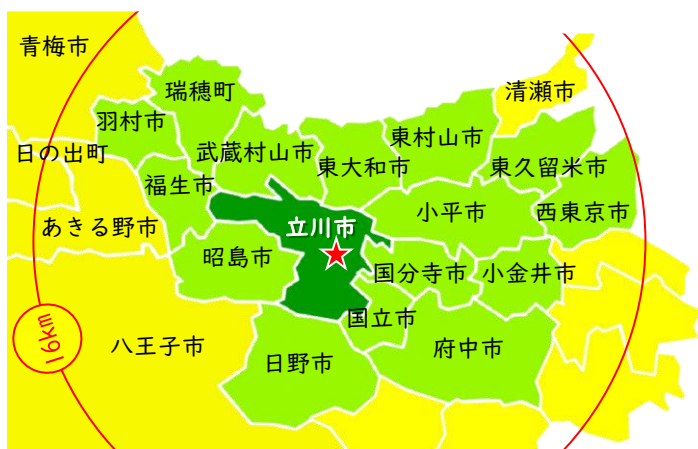 青梅市
瑞穂町
清瀬市
羽村市
東村山市
日の出町
武蔵村山市
東大和市
東久留米市
福生市
あきる野市
立川市
小平市
西東京市
昭島市
国分寺市
小金井市
16km
八王子市
国立市
日野市
府中市